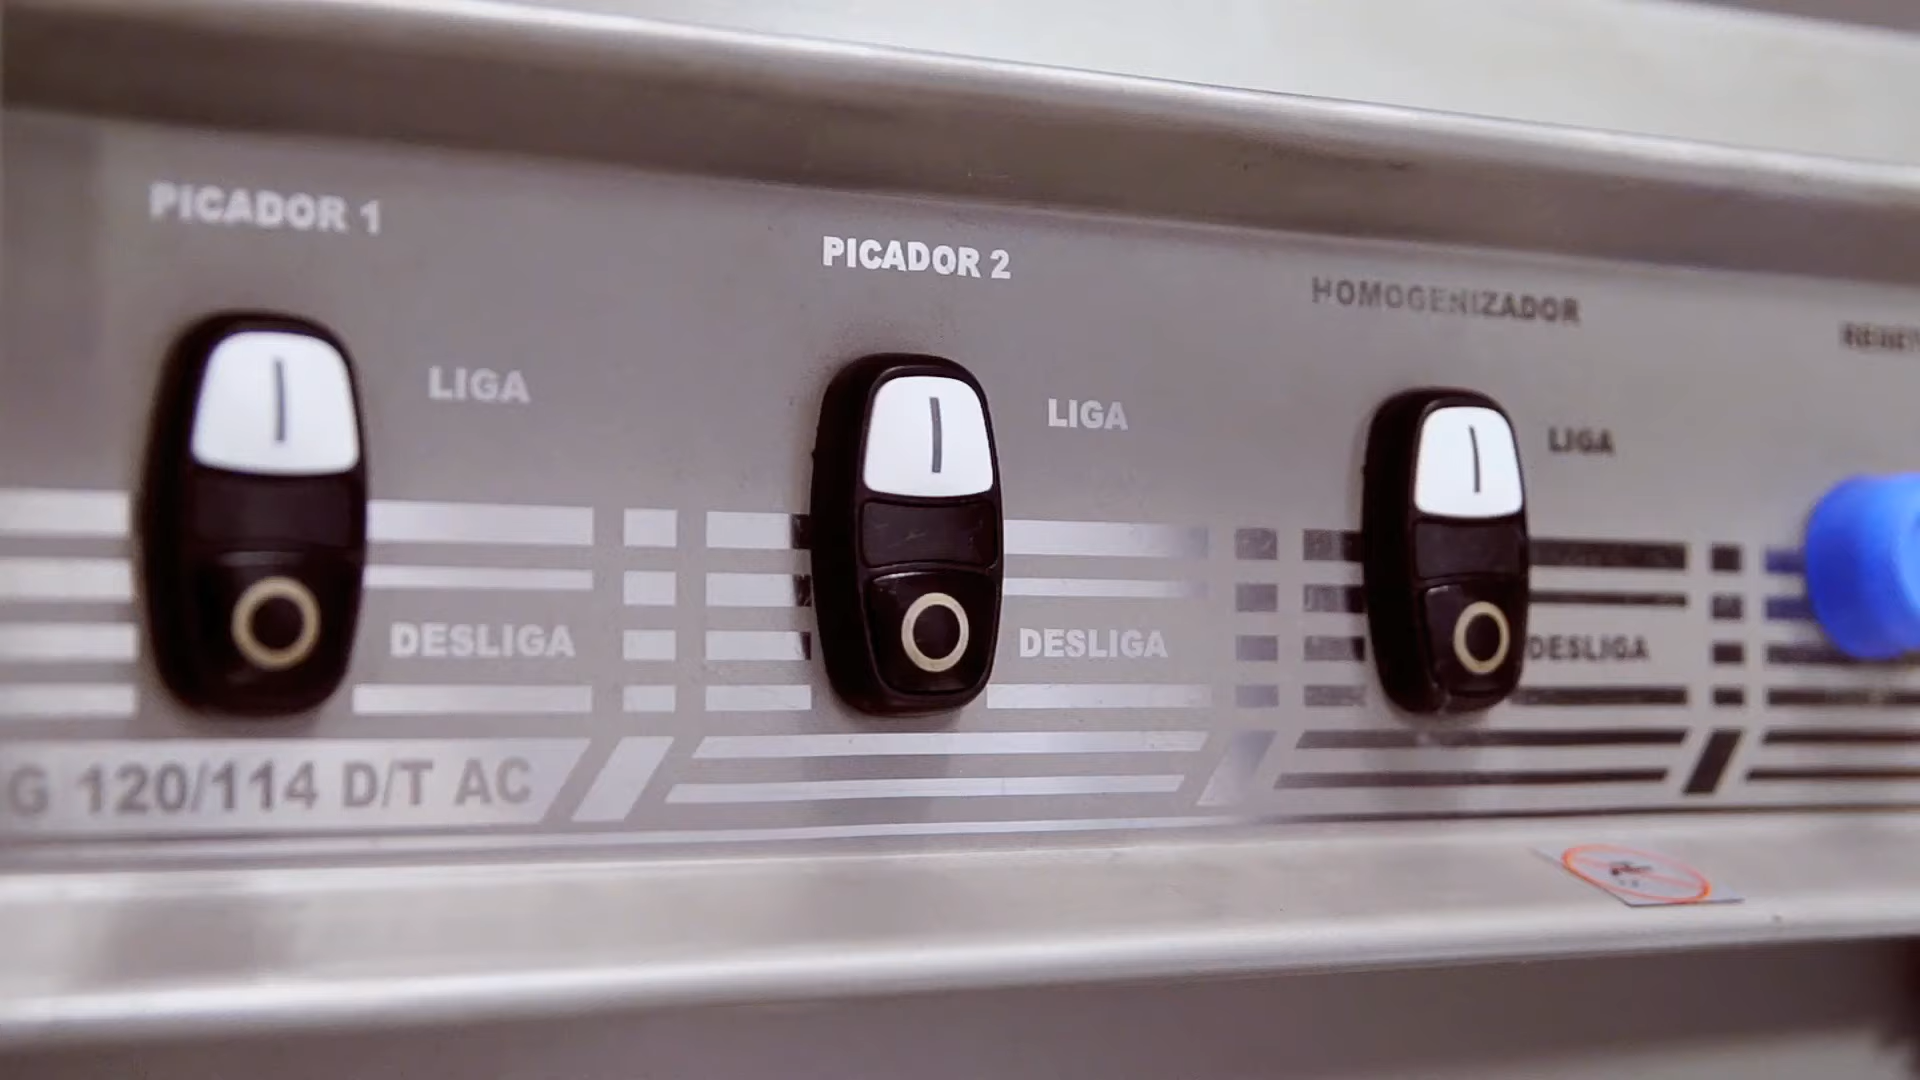 PICADOR 1
PICADOR 2
HOMOGENIZADOR
LIGA
LIGA
LIGA
DESLIGA
DESLIGA
DESLIGA
G 120/114 D/T AC